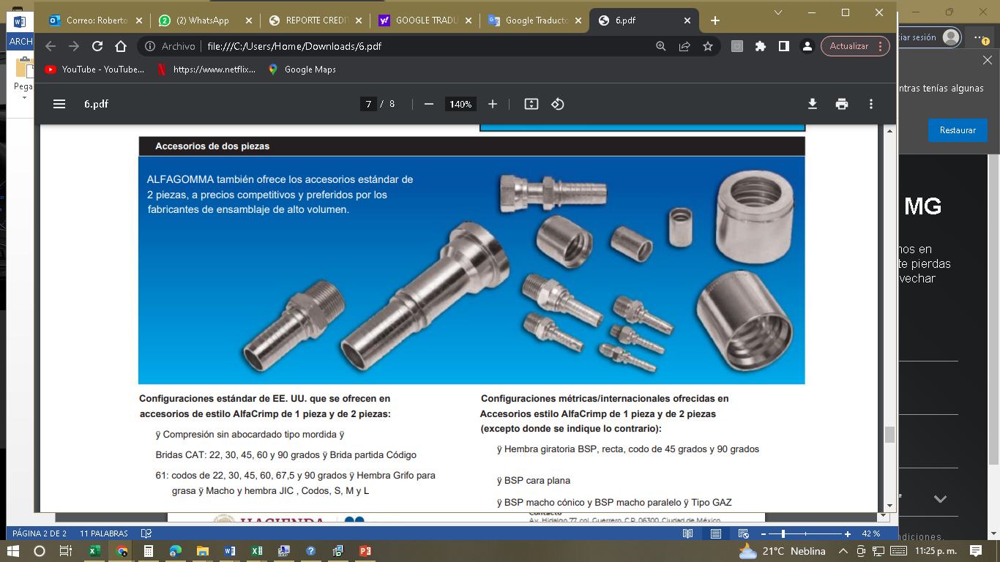 Correo: Roberto
(2) WhatsApp
REPORTE CREDIT
GOOGLE TRADU
Google Traducto
6.pdf
ARCH
Archivo
file:///C:/Users/Home/Downloads/6.pdf
Actualizar
ciar sesión
YouTube - YouTube...
https://www.netflix...
Google Maps
Pega
ntras tenías algunas
6.pdf
7 / 8
140%
Restaurar
Accesorios de dos piezas
ALFAGOMMA también ofrece los accesorios estándar de
2 piezas, a precios competitivos y preferidos por los
fabricantes de ensamblaje de alto volumen.
MG
nos en
te pierdas
vechar
Configuraciones estándar de EE. UU. que se ofrecen en
accesorios de estilo AlfaCrimp de 1 pieza y de 2 piezas:
ÿ Compresión sin abocardado tipo mordida ÿ
Bridas CAT: 22, 30, 45, 60 y 90 grados ÿ Brida partida Código
61: codos de 22, 30, 45, 60, 67,5 y 90 grados ÿ Hembra Grifo para
grasa ÿ Macho y hembra JIC , Codos, S, M y L
Configuraciones métricas/internacionales ofrecidas en
Accesorios estilo AlfaCrimp de 1 pieza y de 2 piezas
(excepto donde se indique lo contrario):
ÿ Hembra giratoria BSP, recta, codo de 45 grados y 90 grados
ÿ BSP cara plana
ÿ BSP macho cónico y BSP macho paralelo ÿ Tipo GAZ
HACIENDA
Contacto
Av. Hidalgo 77, col. Guerrero, C.P. 06300, Ciudad de México.
diciones.
PÁGINA 2 DE 2
11 PALABRAS
42 %
21°C Neblina
11:25 p. m.